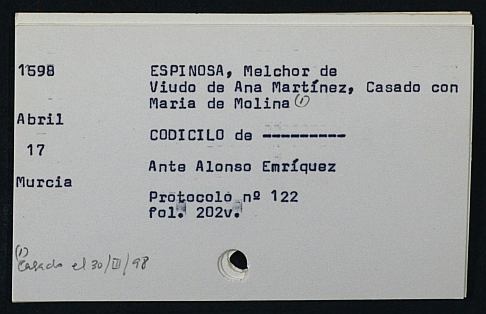 1598
ESPINOSA, Melchor de
Viudo de Ana Martínez, Casado con
Maria de Molina (1)
Abril
CODICILO de ----------
17
Ante Alonso Emríquez
Murcia
Protocolo nº 122
fol. 202v.
(1)
Casado el 30/III/98